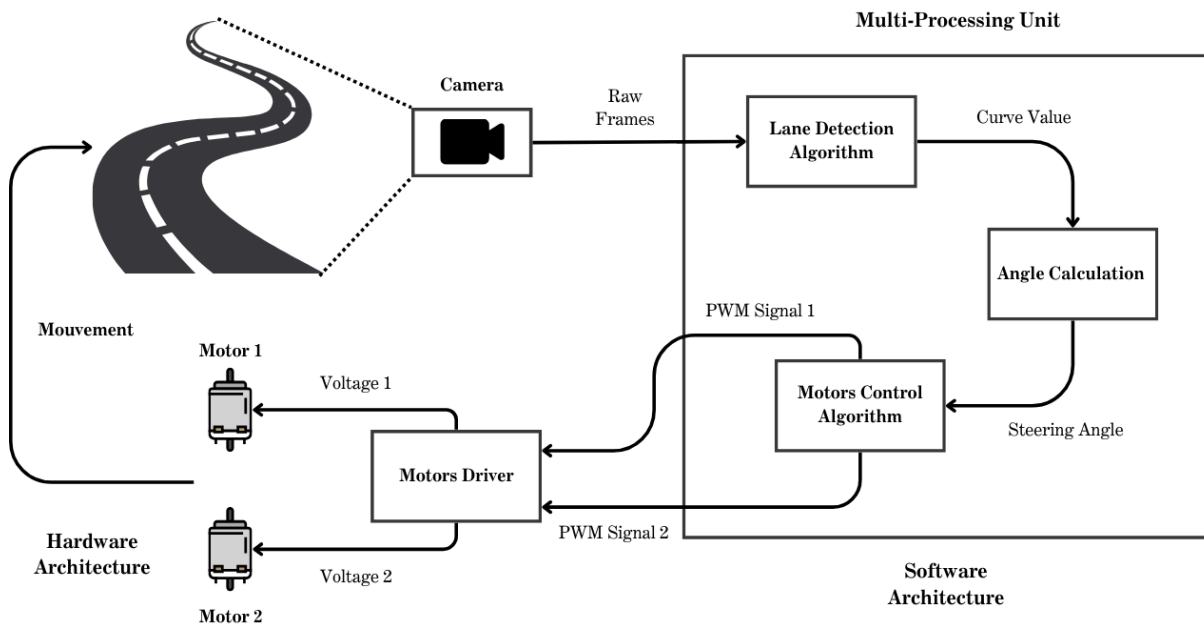 Multi-Processing Unit
Camera
Raw
Frames
Lane Detection
Algorithm
Curve Value
Angle Calculation
PWM Signal 1
Mouvement
Motor 1
Voltage 1
Motors Control
Algorithm
Steering Angle
Motors Driver
PWM Signal 2
Hardware
Architecture
Voltage 2
Software
Architecture
Motor 2